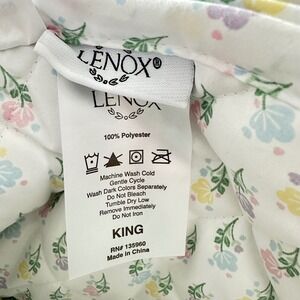 LENOX®
LENOX
100% Polyester
Machine Wash Cold
Gentle Cycle
Wash Dark Colors Separately
Do Not Bleach
Tumble Dry Low
Remove Immediately
Do Not Iron
KING
RN# 135960
Made in China